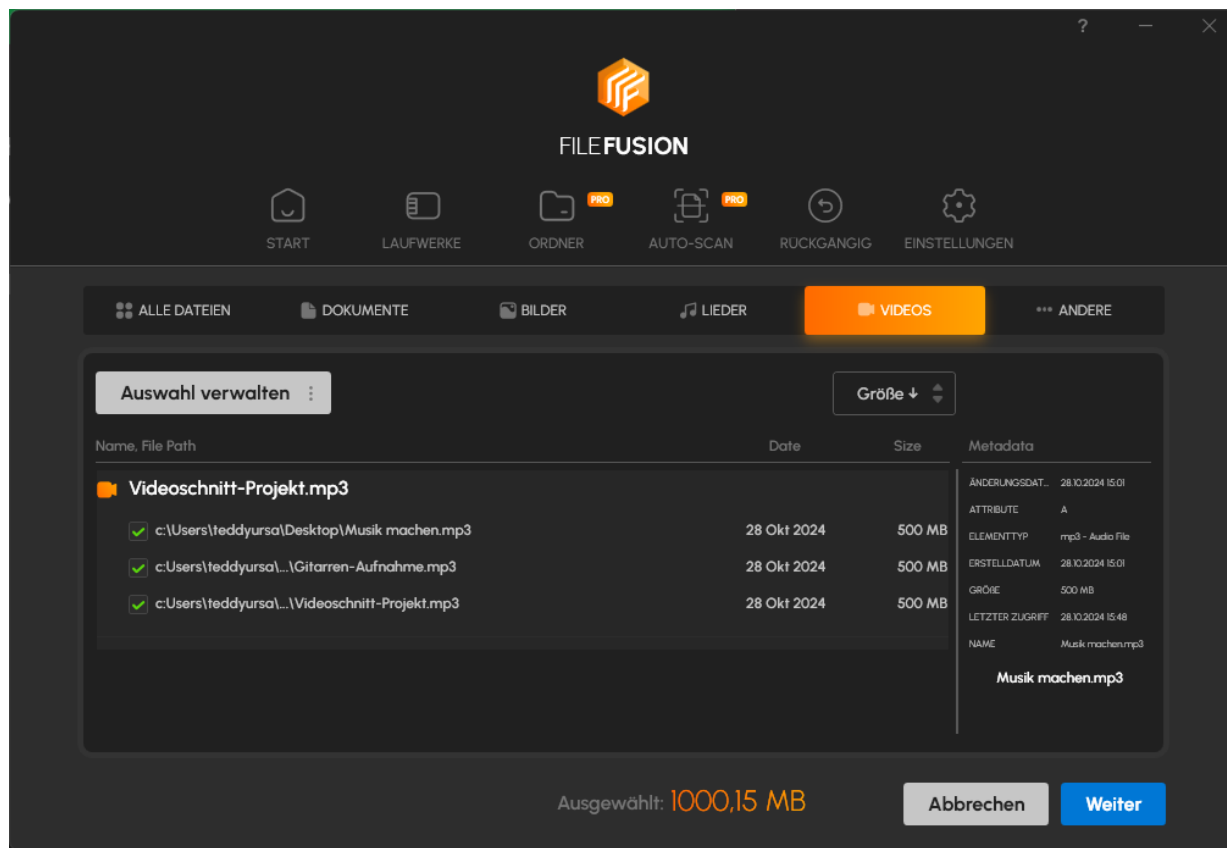 ?
FILEFUSION
PRO PRO
START LAUFWERKE ORDNER AUTO-SCAN RÜCKGÄNGIG EINSTELLUNGEN
ALLE DATEIEN DOKUMENTE BILDER LIEDER VIDEOS ANDERE
Auswahl verwalten Größe ↓
Name, File Path Date Size Metadata
Videoschnitt-Projekt.mp3
c:\Users\teddyursa\Desktop\Musik machen.mp3 28 Okt 2024 500 MB
c:Users\teddyursa\...\Gitarren-Aufnahme.mp3 28 Okt 2024 500 MB
c:Users\teddyursa\...\Videoschnitt-Projekt.mp3 28 Okt 2024 500 MB
ÄNDERUNGSDAT... 28.10.2024 15:01
ATTRIBUTE A
ELEMENTTYP mp3 - Audio File
ERSTELLDATUM 28.10.2024 15:01
GRÖßE 500 MB
LETZTER ZUGRIFF 28.10.2024 15:48
NAME Musik machen.mp3
Musik machen.mp3
Ausgewählt: 1000,15 MB Abbrechen Weiter